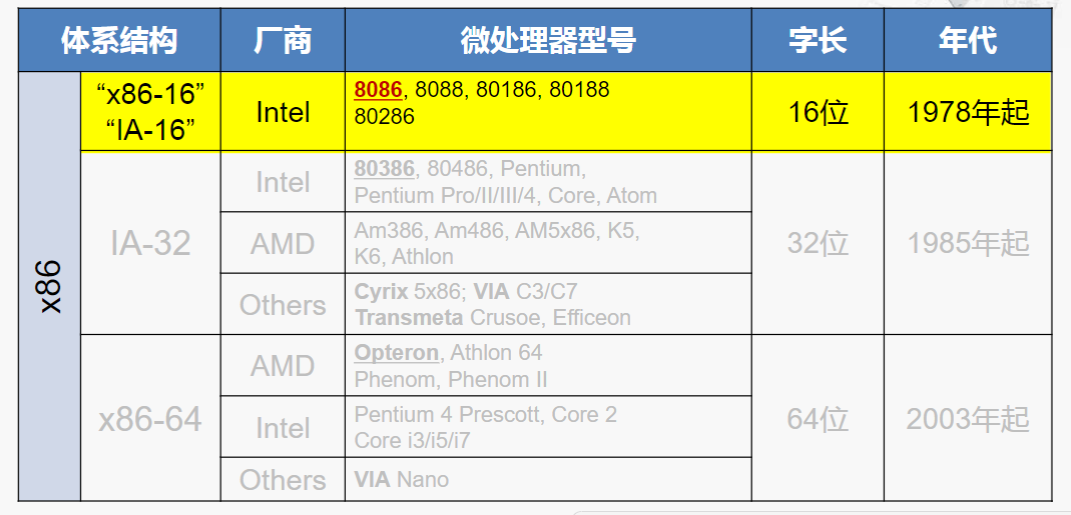 体系结构 厂商 微处理器型号 字长 年代
x86
“x86-16”
“IA-16”
Intel
8086, 8088, 80186, 80188
80286
16位
1978年起
IA-32
Intel
80386, 80486, Pentium,
Pentium Pro/II/III/4, Core, Atom
AMD
Am386, Am486, AM5x86, K5,
K6, Athlon
Others
Cyrix 5x86; VIA C3/C7
Transmeta Crusoe, Efficeon
32位
1985年起
x86-64
AMD
Opteron, Athlon 64
Phenom, Phenom II
Intel
Pentium 4 Prescott, Core 2
Core i3/i5/i7
Others
VIA Nano
64位
2003年起